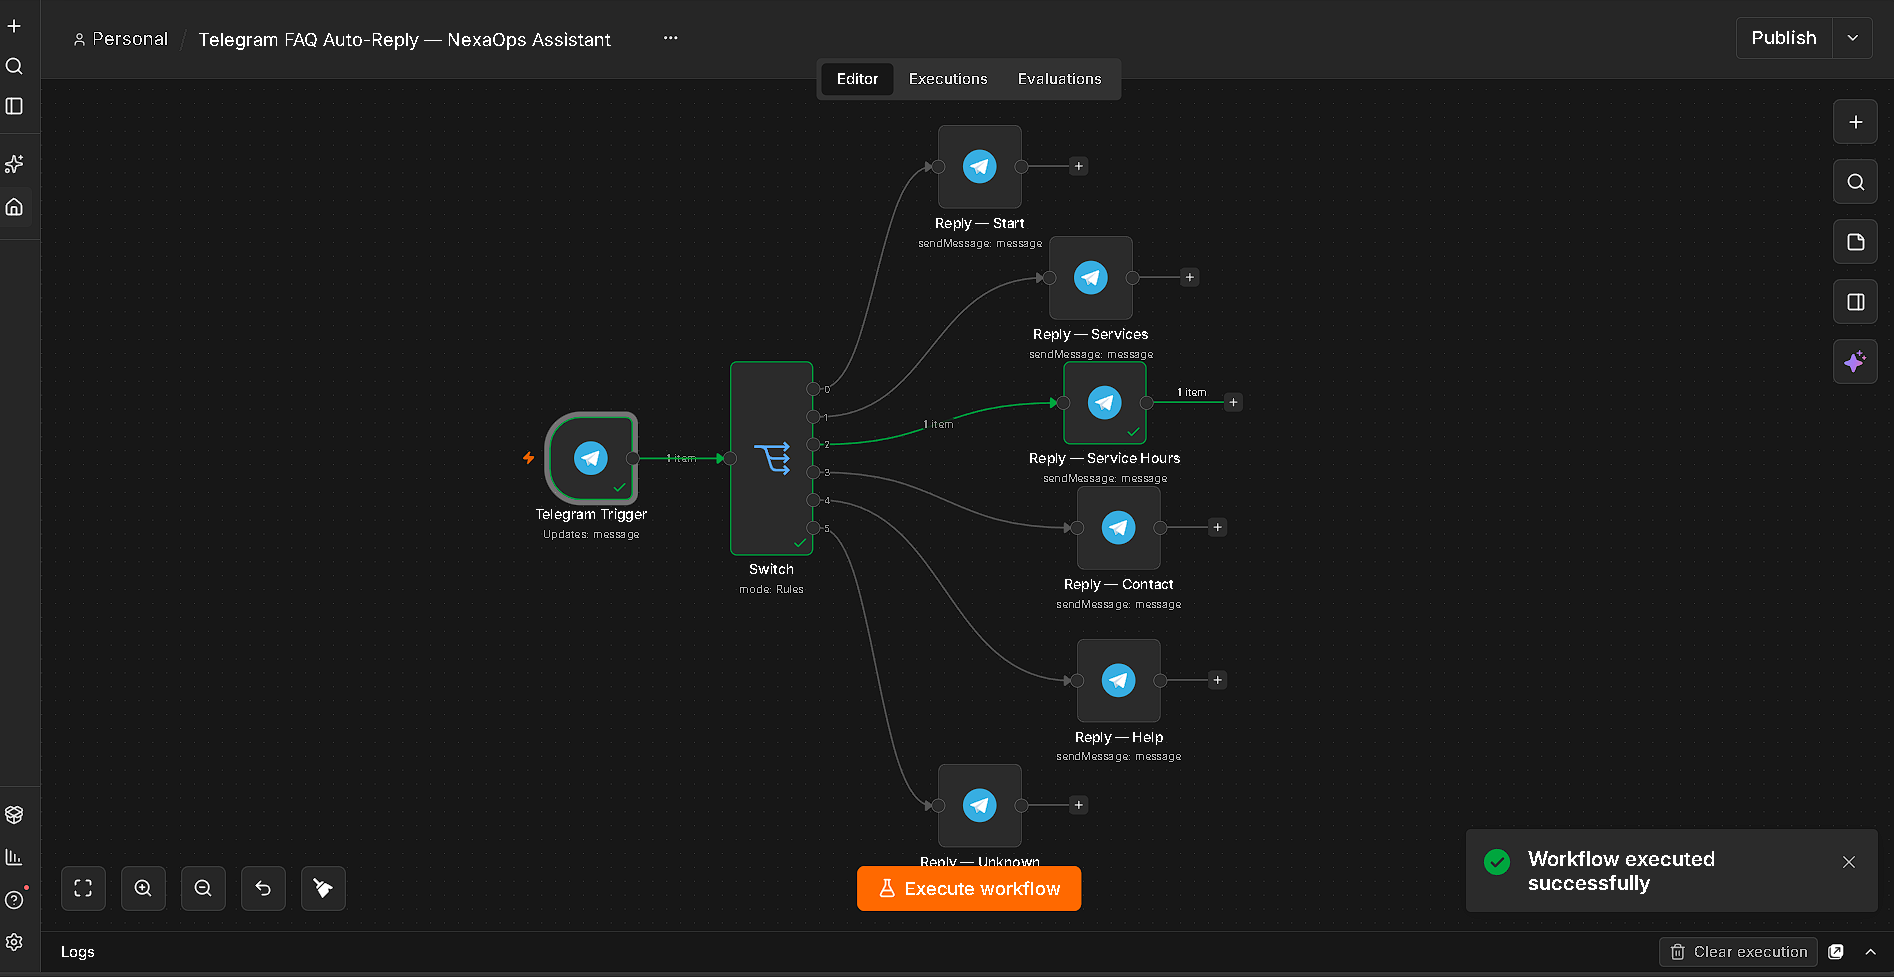 Personal / Telegram FAQ Auto-Reply — NexaOps Assistant ...
Publish
Editor Executions Evaluations
Reply — Start
sendMessage: message
Reply — Services
sendMessage: message
1 item
0
1
2
3
4
5
1 item
1 item
Reply — Service Hours
sendMessage: message
Telegram Trigger
Updates: message
Switch
mode: Rules
Reply — Contact
sendMessage: message
Reply — Help
sendMessage: message
Reply — Unknown
Execute workflow
Workflow executed
successfully
Logs
Clear execution